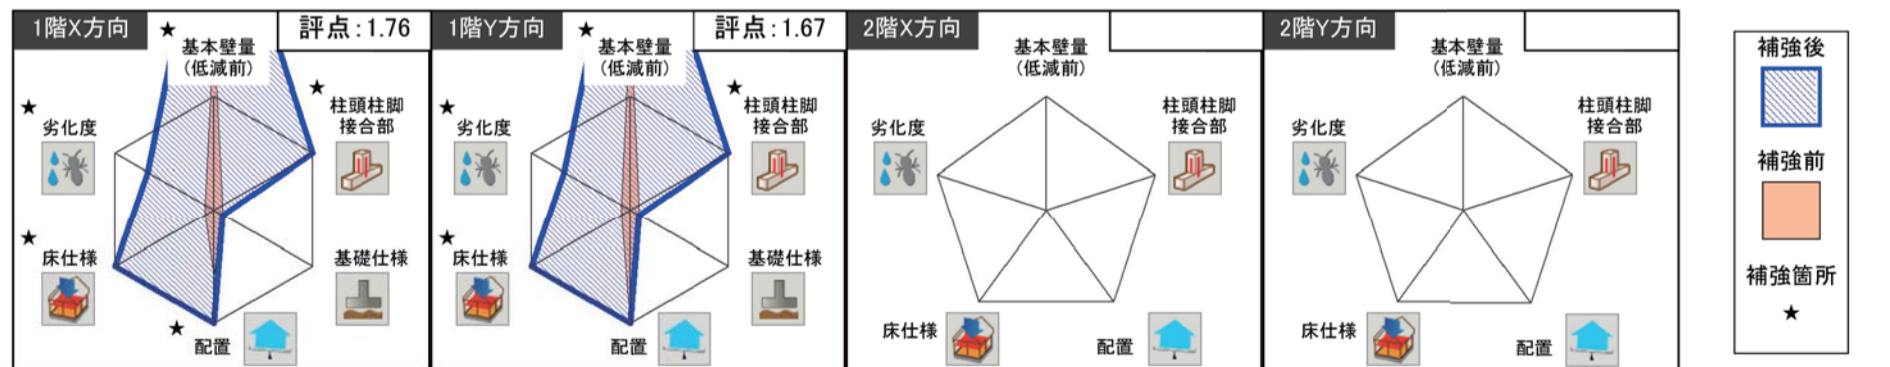 1階X方向
★
評点:1.76
基本壁量
(低減前)
★
★
柱頭柱脚
接合部
劣化度
★
床仕様
基礎仕様
★
配置
1階Y方向
★
評点:1.67
基本壁量
(低減前)
★
★
柱頭柱脚
接合部
劣化度
★
床仕様
基礎仕様
配置
2階X方向
基本壁量
(低減前)
柱頭柱脚
接合部
劣化度
床仕様
配置
2階Y方向
基本壁量
(低減前)
柱頭柱脚
接合部
劣化度
床仕様
配置
補強後
補強前
補強箇所
★